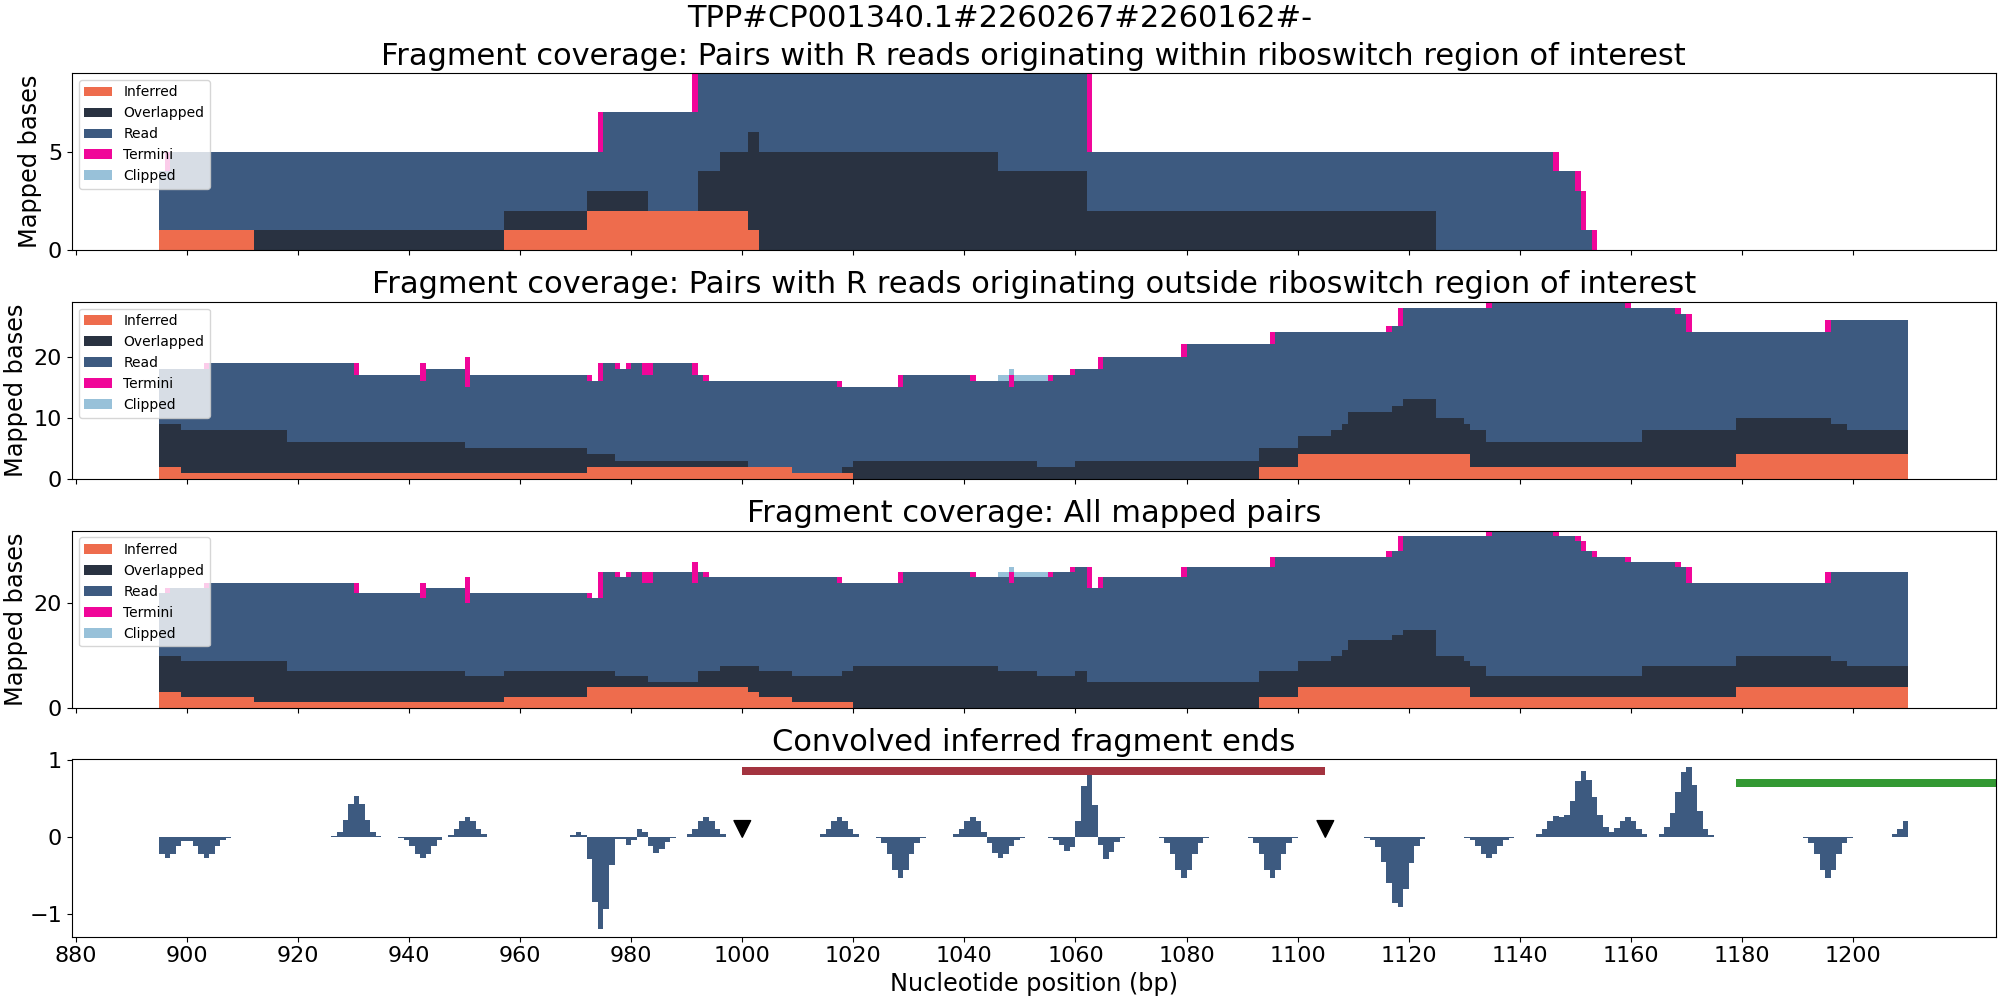 TPP#CP001340.1#2260267#2260162#-
Fragment coverage: Pairs with R reads originating within riboswitch region of interest
Mapped bases
5
0
Inferred
Overlapped
Read
Termini
Clipped
Fragment coverage: Pairs with R reads originating outside riboswitch region of interest
Mapped bases
20
10
0
Inferred
Overlapped
Read
Termini
Clipped
Fragment coverage: All mapped pairs
Mapped bases
20
0
Inferred
Overlapped
Read
Termini
Clipped
Convolved inferred fragment ends
1
0
−1
880 900 920 940 960 980 1000 1020 1040 1060 1080 1100 1120 1140 1160 1180 1200
Nucleotide position (bp)